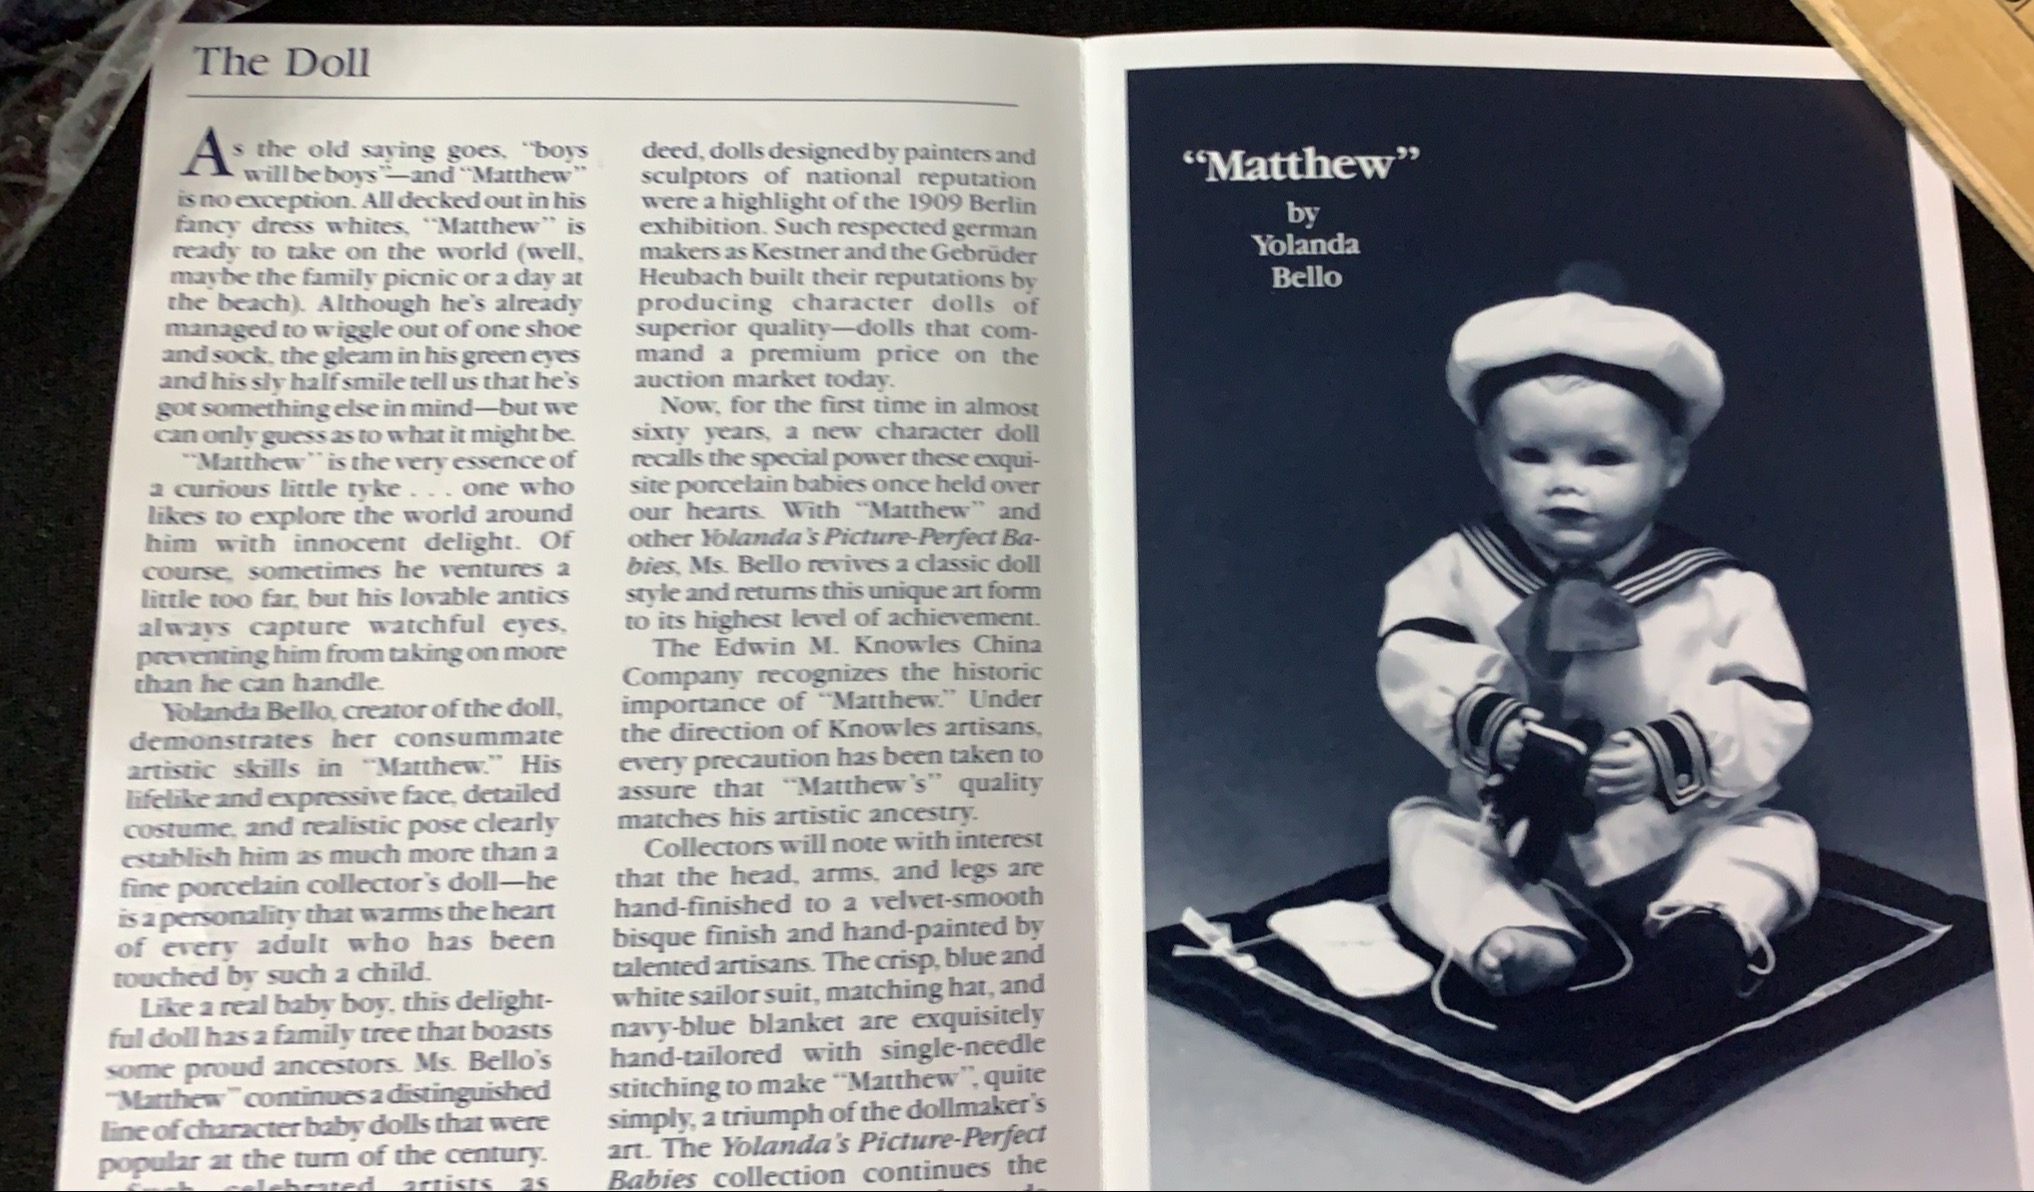 The Doll
As the old saying goes, "boys
will be boys"—and "Matthew"
is no exception. All decked out in his
fancy dress whites, "Matthew" is
ready to take on the world (well,
maybe the family picnic or a day at
the beach). Although he's already
managed to wiggle out of one shoe
and sock, the gleam in his green eyes
and his sly half smile tell us that he's
got something else in mind—but we
can only guess as to what it might be.
"Matthew" is the very essence of
a curious little tyke . . . one who
likes to explore the world around
him with innocent delight. Of
course, sometimes he ventures a
little too far, but his lovable antics
always capture watchful eyes,
preventing him from taking on more
than he can handle.
Yolanda Bello, creator of the doll,
demonstrates her consummate
artistic skills in "Matthew." His
lifelike and expressive face, detailed
costume, and realistic pose clearly
establish him as much more than a
fine porcelain collector's doll—he
is a personality that warms the heart
of every adult who has been
touched by such a child.
Like a real baby boy, this delight-
ful doll has a family tree that boasts
some proud ancestors. Ms. Bello's
"Matthew" continues a distinguished
line of character baby dolls that were
popular at the turn of the century.
Such celebrated artists as
deed, dolls designed by painters and
sculptors of national reputation
were a highlight of the 1909 Berlin
exhibition. Such respected german
makers as Kestner and the Gebrüder
Heubach built their reputations by
producing character dolls of
superior quality—dolls that com-
mand a premium price on the
auction market today.
Now, for the first time in almost
sixty years, a new character doll
recalls the special power these exqui-
site porcelain babies once held over
our hearts. With "Matthew" and
other Yolanda's Picture-Perfect Ba-
bies, Ms. Bello revives a classic doll
style and returns this unique art form
to its highest level of achievement.
The Edwin M. Knowles China
Company recognizes the historic
importance of "Matthew." Under
the direction of Knowles artisans,
every precaution has been taken to
assure that "Matthew's" quality
matches his artistic ancestry.
Collectors will note with interest
that the head, arms, and legs are
hand-finished to a velvet-smooth
bisque finish and hand-painted by
talented artisans. The crisp, blue and
white sailor suit, matching hat, and
navy-blue blanket are exquisitely
hand-tailored with single-needle
stitching to make "Matthew", quite
simply, a triumph of the dollmaker's
art. The Yolanda's Picture-Perfect
Babies collection continues the
"Matthew"
by
Yolanda
Bello